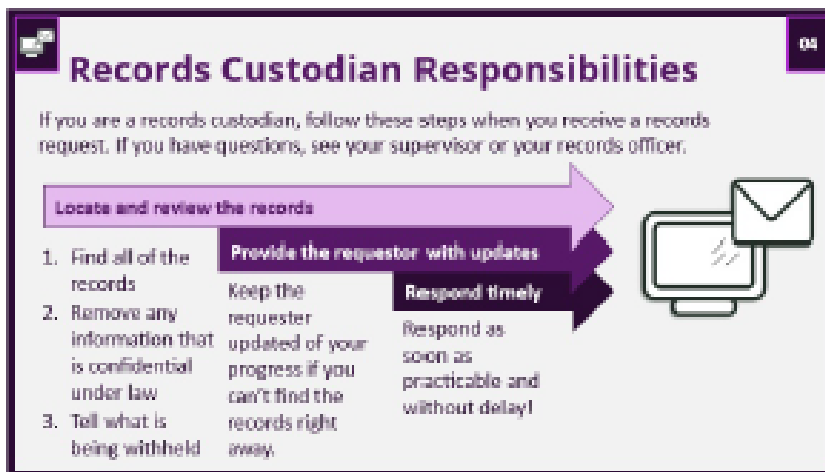 04
Records Custodian Responsibilities
If you are a records custodian, follow these steps when you receive a records
request. If you have questions, see your supervisor or your records officer.
Locate and review the records
1. Find all of the
records
2. Remove any
information that
is confidential
under law
3. Tell what is
being withheld
Provide the requestor with updates
Keep the
requester
updated of your
progress if you
can't find the
records right
away.
Respond timely
Respond as
soon as
practicable and
without delay!